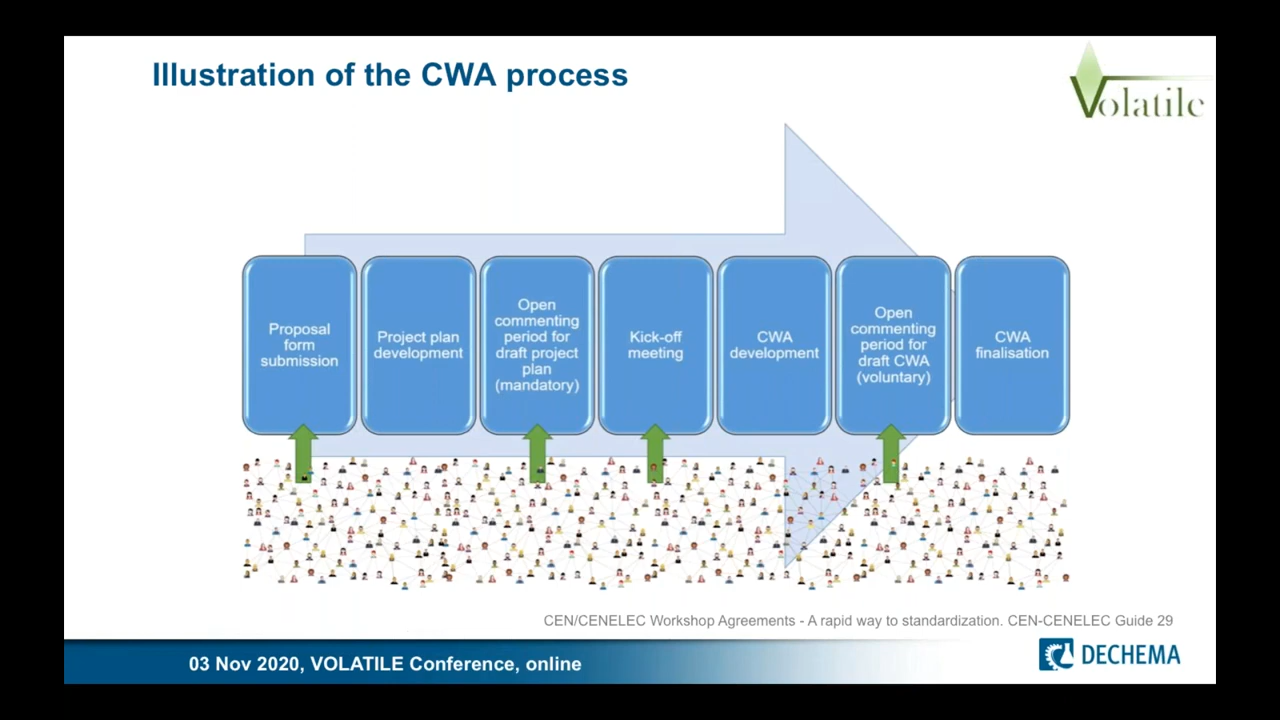 Illustration of the CWA process
Volatile
Proposal
form
submission
Project plan
development
Open
commenting
period for
draft project
plan
(mandatory)
Kick-off
meeting
CWA
development
Open
commenting
period for
draft CWA
(voluntary)
CWA
finalisation
CEN/CENELEC Workshop Agreements - A rapid way to standardization. CEN-CENELEC Guide 29
03 Nov 2020, VOLATILE Conference, online
DECHEMA